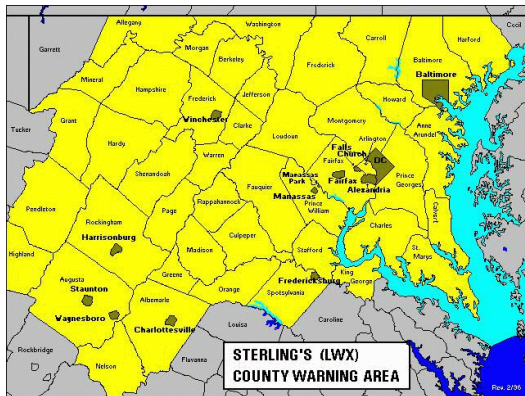 Allegany
Washington
Cecil
Garrett
Carroll
Harford
Morgan
Berkeley
Frederick
Baltimore
Baltimore
Mineral
Hampshire
Frederick
Jefferson
Howard
Winchester
Grant
Clarke
Montgomery
Anne
Arundel
Tucker
Loudoun
Arlington
Falls
Church
Hardy
Warren
Fairfax
DC
Shenandoah
Manassas
Park
Fairfax
Prince
Georges
Fauquier
Alexandria
Manassas
Rappahannock
Prince
William
Pendleton
Page
Calvert
Rockingham
Charles
Culpeper
Harrisonburg
Stafford
St.
Marys
Highland
Madison
King
George
Greene
Augusta
Orange
Fredericksburg
Staunton
Albemarle
Spotsylvania
Waynesboro
Charlottesville
Louisa
Caroline
Rockbridge
Fluvanna
Nelson
STERLING'S (LWX)
COUNTY WARNING AREA
Rev. 2/96